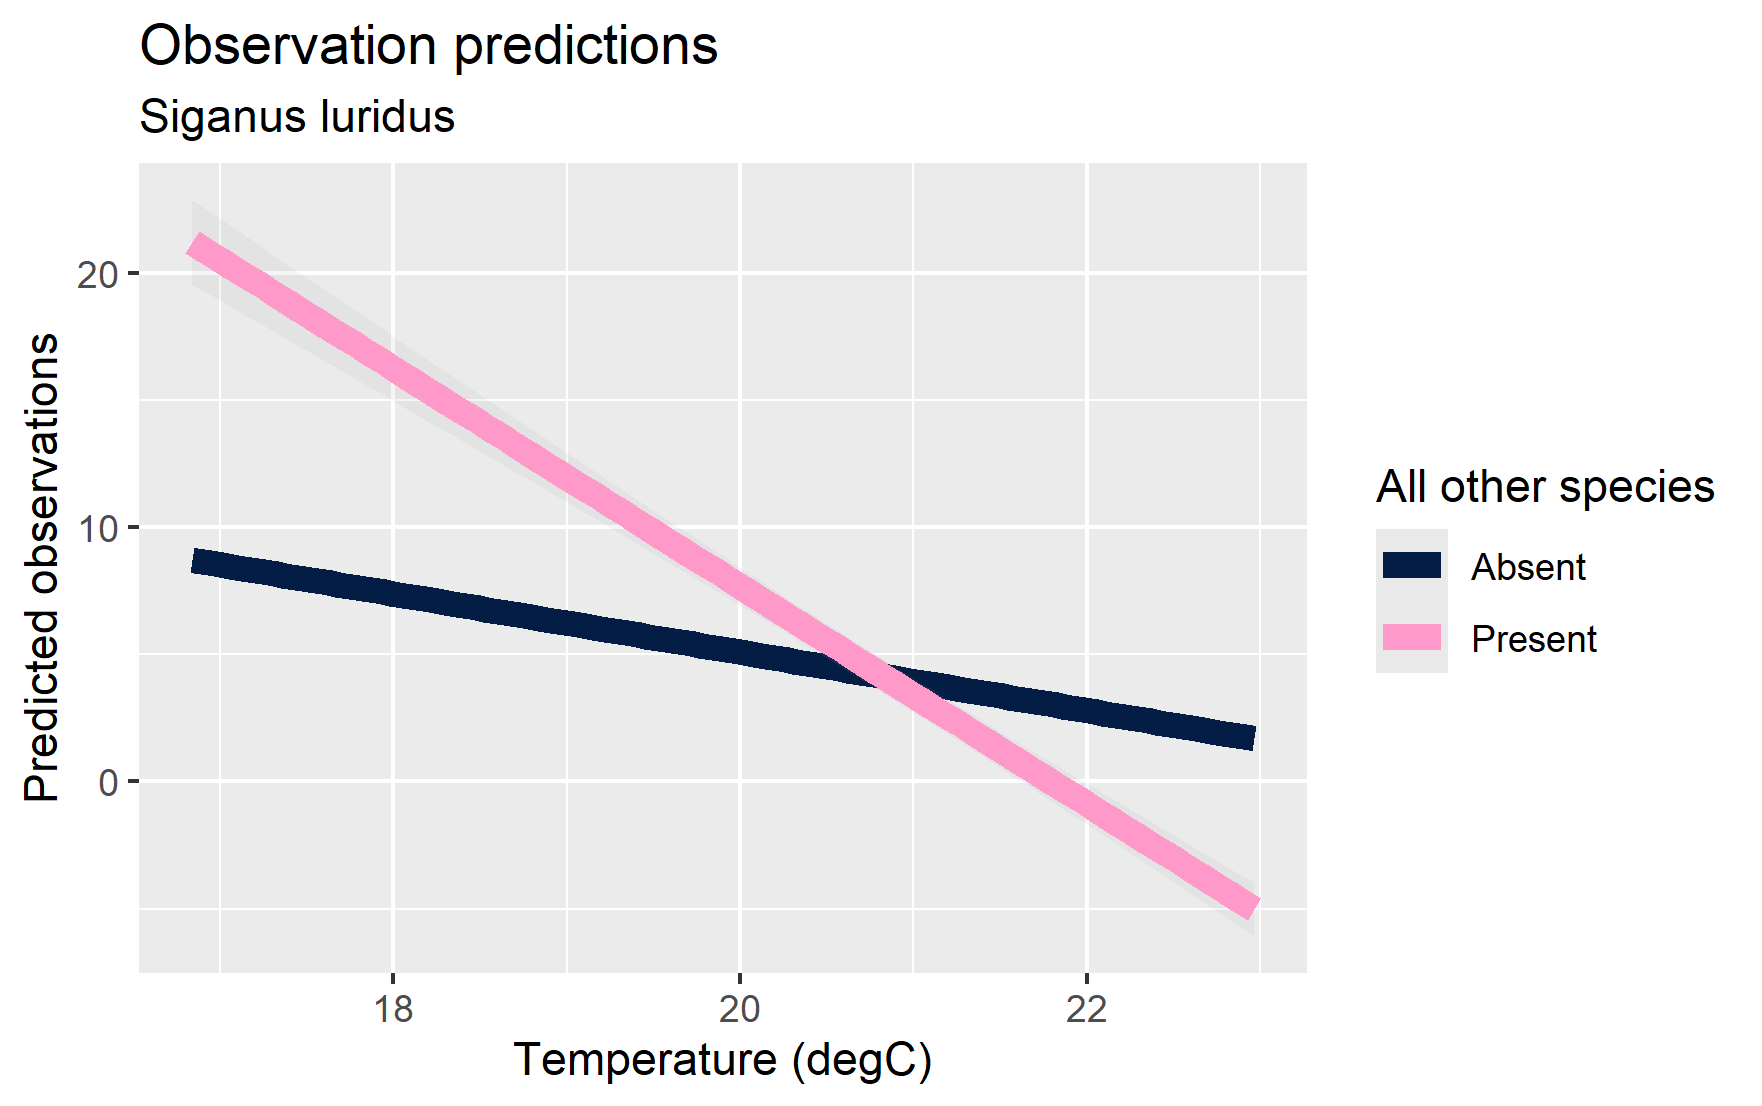 Observation predictions
Siganus luridus
Predicted observations
20
10
0
18
20
22
Temperature (degC)
All other species
Absent
Present